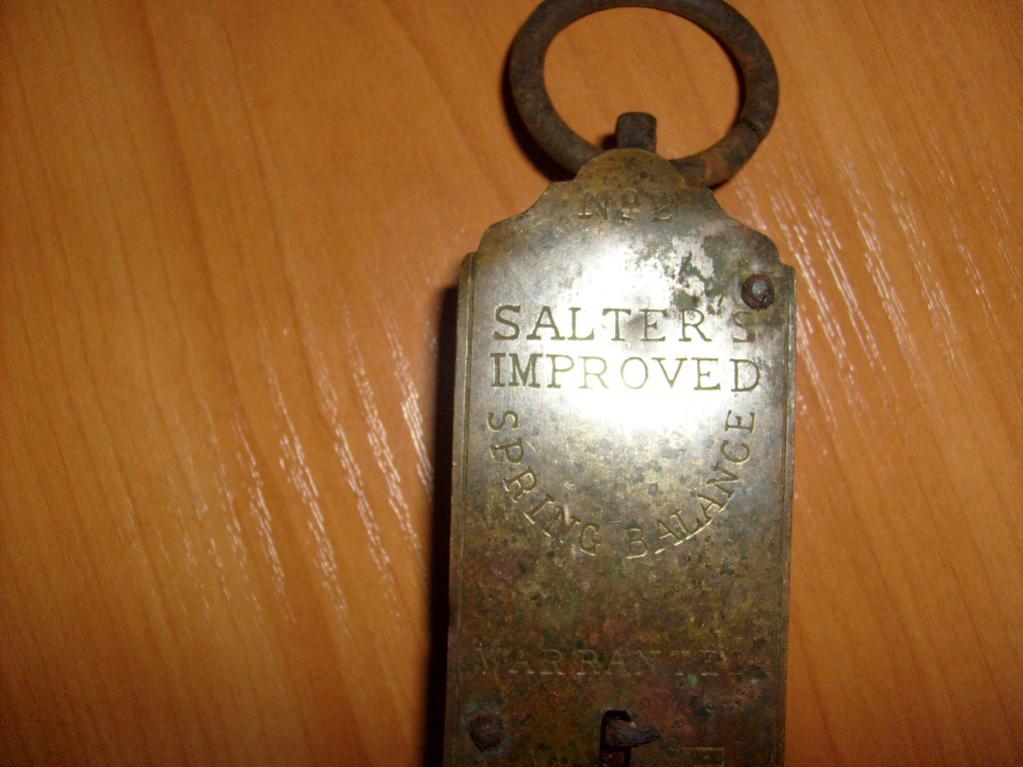 Nº 2
SALTER'S
IMPROVED
SPRING BALANCE
WARRANTED